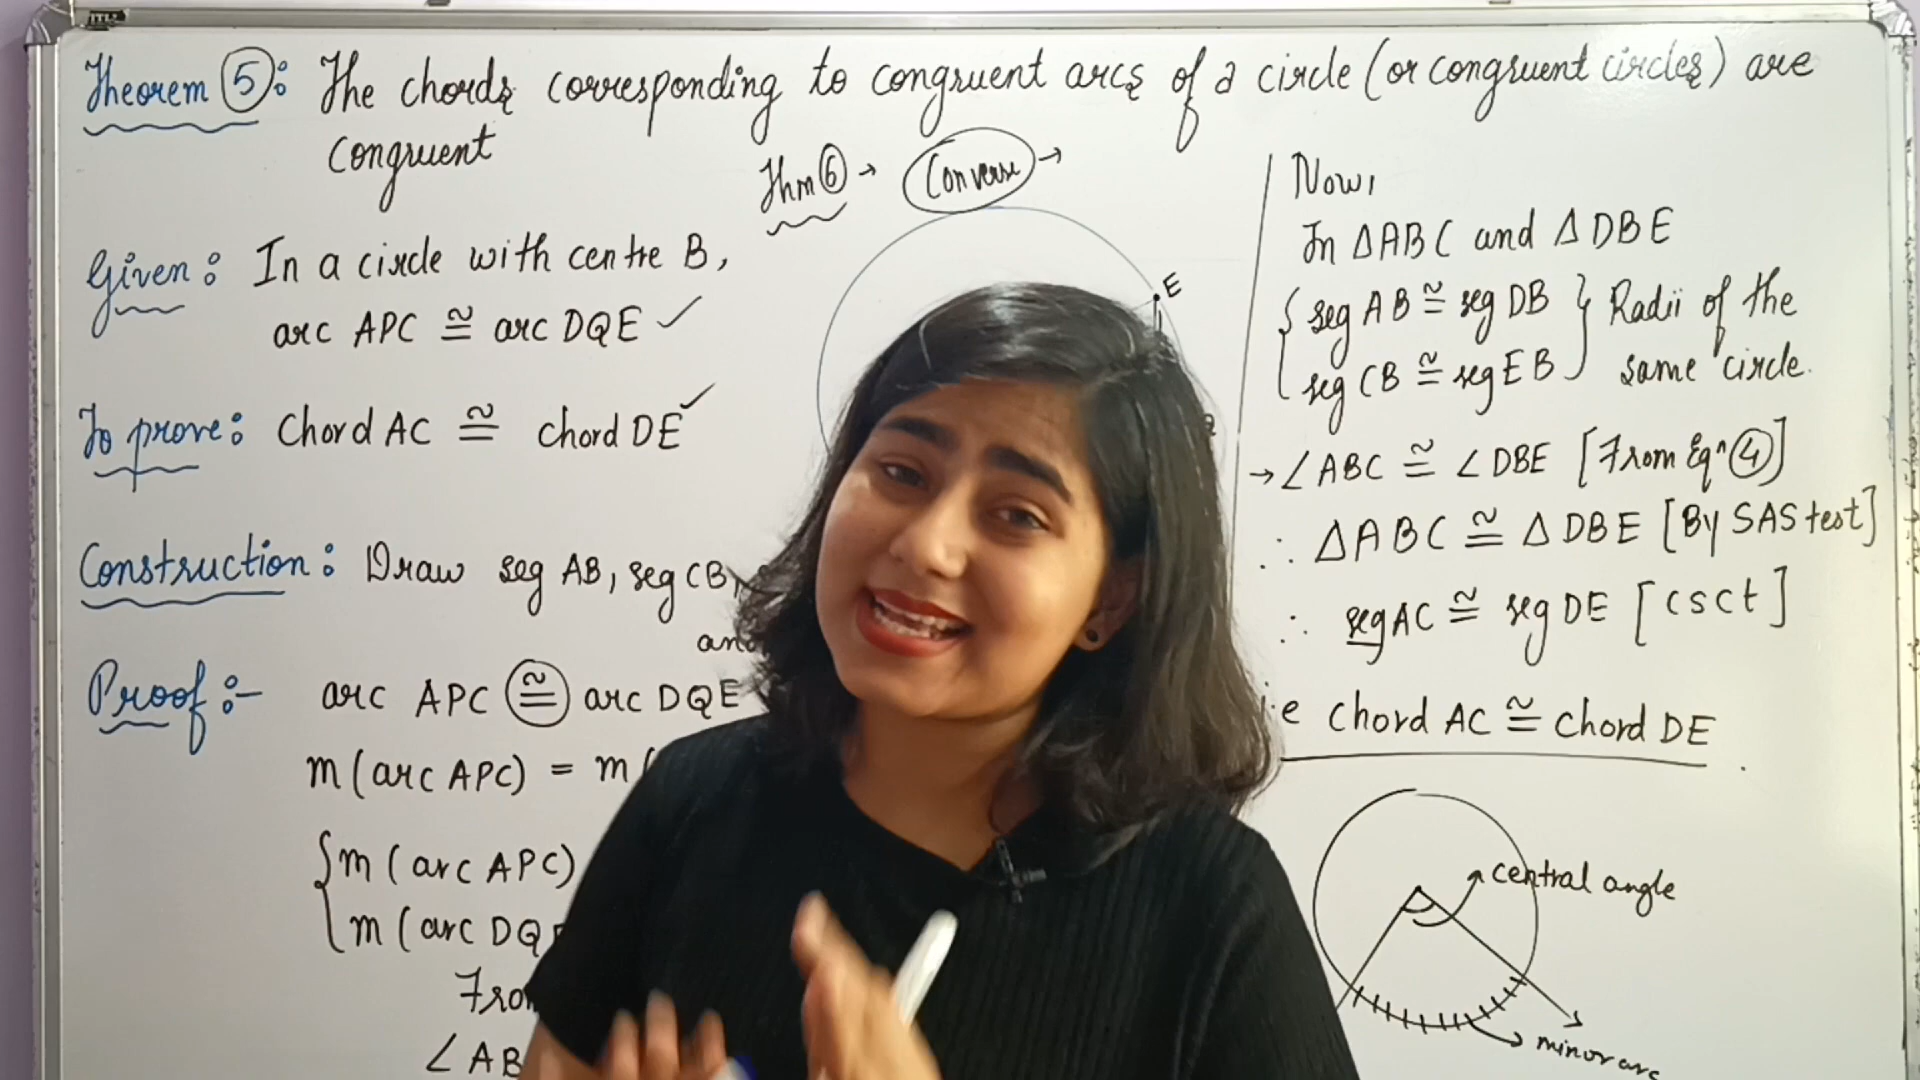 Theorem ⑤: The chords corresponding to congruent arcs of a circle (or congruent circles) are
congruent
Thm ⑥ → Converse →
Given: In a circle with centre B,
arc APC ≅ arc DQE ✓
To prove: Chord AC ≅ chord DE ✓
Construction: Draw seg AB, seg CB,
Proof :- arc APC ≅ arc DQE
m (arc APC) = m (
m (arc APC)
m (arc DQ
∠ AB
E
Now,
In △ABC and △DBE
{ seg AB ≅ seg DB } Radii of the
seg CB ≅ seg EB same circle.
→ ∠ABC ≅ ∠DBE [From Eqⁿ ④]
∴ △ABC ≅ △DBE [By SAS test]
∴ seg AC ≅ seg DE [csct]
e Chord AC ≅ Chord DE
central angle
minor arc